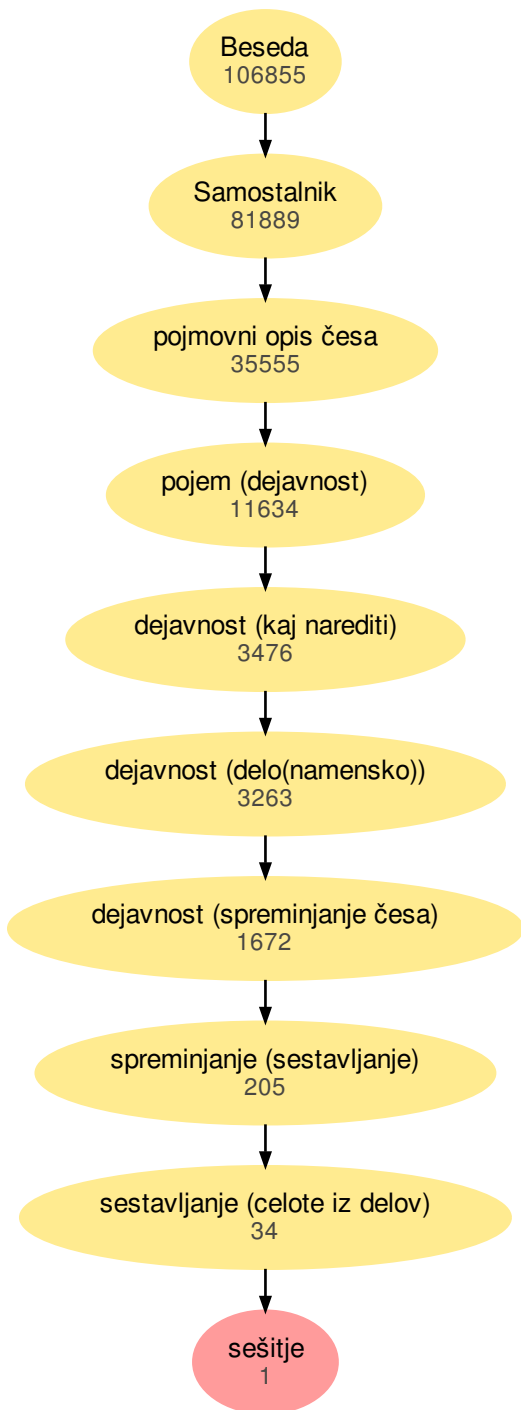 Beseda
106855
Samostalnik
81889
pojmovni opis česa
35555
pojem (dejavnost)
11634
dejavnost (kaj narediti)
3476
dejavnost (delo(namensko))
3263
dejavnost (spreminjanje česa)
1672
spreminjanje (sestavljanje)
205
sestavljanje (celote iz delov)
34
sešitje
1